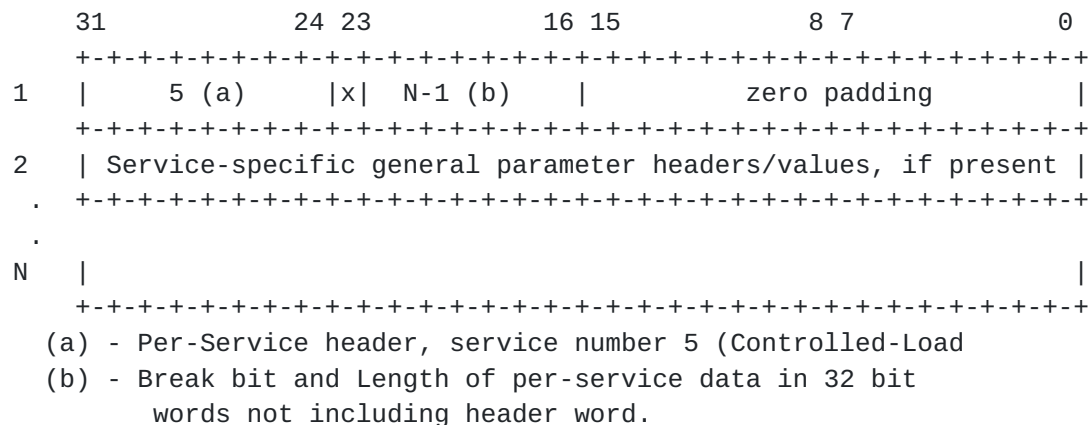 31            24 23           16 15            8 7             0
     +-+-+-+-+-+-+-+-+-+-+-+-+-+-+-+-+-+-+-+-+-+-+-+-+-+-+-+-+-+-+-+-+
1    |     5 (a)     |x|  N-1 (b)    |          zero padding         |
     +-+-+-+-+-+-+-+-+-+-+-+-+-+-+-+-+-+-+-+-+-+-+-+-+-+-+-+-+-+-+-+-+
2    | Service-specific general parameter headers/values, if present |
 .   +-+-+-+-+-+-+-+-+-+-+-+-+-+-+-+-+-+-+-+-+-+-+-+-+-+-+-+-+-+-+-+-+
 .
N    |                                                               |
     +-+-+-+-+-+-+-+-+-+-+-+-+-+-+-+-+-+-+-+-+-+-+-+-+-+-+-+-+-+-+-+-+
  (a) - Per-Service header, service number 5 (Controlled-Load
  (b) - Break bit and Length of per-service data in 32 bit
        words not including header word.